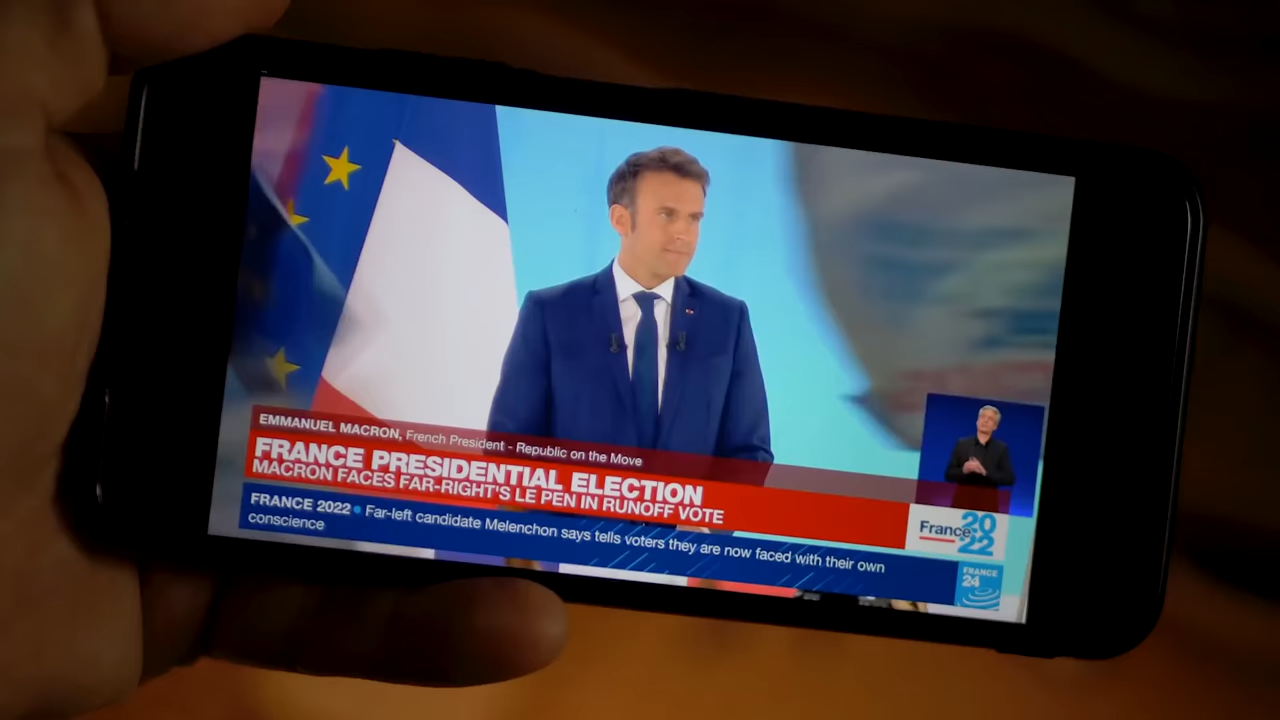 EMMANUEL MACRON, French President - Republic on the Move
FRANCE PRESIDENTIAL ELECTION
MACRON FACES FAR-RIGHT'S LE PEN IN RUNOFF VOTE
FRANCE 2022 • Far-left candidate Melenchon says tells voters they are now faced with their own
conscience
France 20
22
FRANCE
24